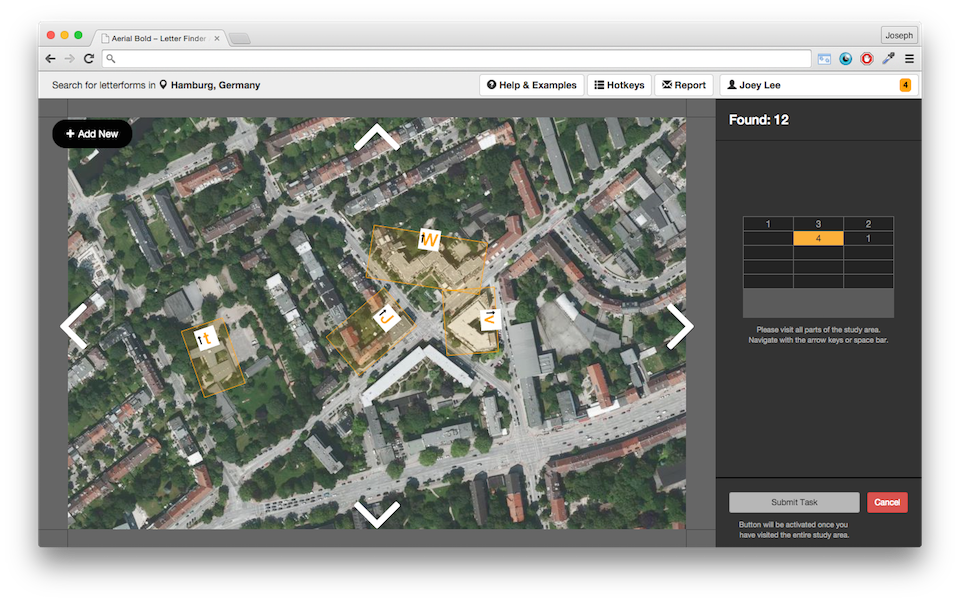 Aerial Bold – Letter Finder
Joseph
Search for letterforms in Hamburg, Germany
Help & Examples
Hotkeys
Report
Joey Lee
4
+ Add New
Found: 12
1 3 2
4 1
W
J
v
t
Please visit all parts of the study area.
Navigate with the arrow keys or space bar.
Submit Task
Cancel
Button will be activated once you
have visited the entire study area.